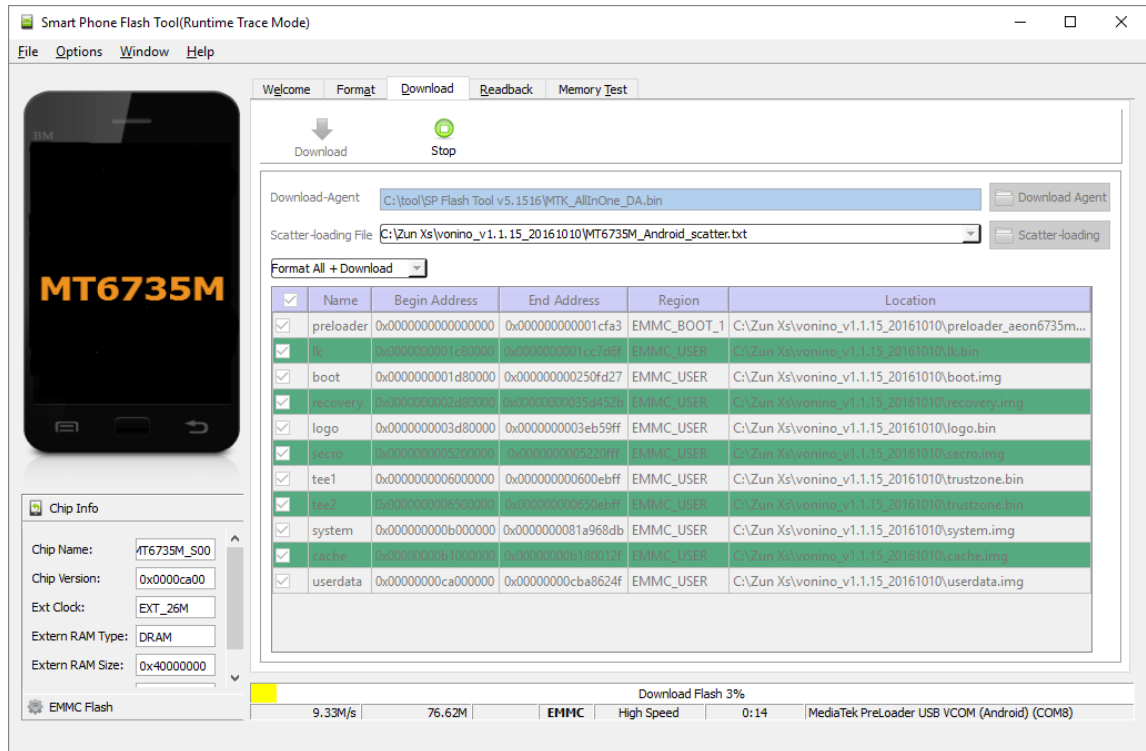 Smart Phone Flash Tool(Runtime Trace Mode)
File Options Window Help
Welcome Format Download Readback Memory Test
BM
Download Stop
Download-Agent C:\tool\SP Flash Tool v5.1516\MTK_AllInOne_DA.bin Download Agent
Scatter-loading File C:\Zun Xs\vonino_v1.1.15_20161010\MT6735M_Android_scatter.txt Scatter-loading
Format All + Download
MT6735M
Name Begin Address End Address Region Location
preloader 0x0000000000000000 0x000000000001cfa3 EMMC_BOOT_1 C:\Zun Xs\vonino_v1.1.15_20161010\preloader_aeon6735m...
lk 0x0000000001c80000 0x0000000001cc7d6f EMMC_USER C:\Zun Xs\vonino_v1.1.15_20161010\lk.bin
boot 0x0000000001d80000 0x000000000250fd27 EMMC_USER C:\Zun Xs\vonino_v1.1.15_20161010\boot.img
recovery 0x0000000002d80000 0x00000000035d452b EMMC_USER C:\Zun Xs\vonino_v1.1.15_20161010\recovery.img
logo 0x0000000003d80000 0x0000000003eb59ff EMMC_USER C:\Zun Xs\vonino_v1.1.15_20161010\logo.bin
secro 0x0000000005200000 0x0000000005220fff EMMC_USER C:\Zun Xs\vonino_v1.1.15_20161010\secro.img
tee1 0x0000000006000000 0x000000000600ebff EMMC_USER C:\Zun Xs\vonino_v1.1.15_20161010\trustzone.bin
tee2 0x0000000006500000 0x000000000650ebff EMMC_USER C:\Zun Xs\vonino_v1.1.15_20161010\trustzone.bin
system 0x000000000b000000 0x0000000081a968db EMMC_USER C:\Zun Xs\vonino_v1.1.15_20161010\system.img
cache 0x00000000b1000000 0x00000000b180012f EMMC_USER C:\Zun Xs\vonino_v1.1.15_20161010\cache.img
userdata 0x00000000ca000000 0x00000000cba8624f EMMC_USER C:\Zun Xs\vonino_v1.1.15_20161010\userdata.img
Chip Info
Chip Name: MT6735M_S00
Chip Version: 0x0000ca00
Ext Clock: EXT_26M
Extern RAM Type: DRAM
Extern RAM Size: 0x40000000
EMMC Flash
Download Flash 3%
9.33M/s 76.62M EMMC High Speed 0:14 MediaTek PreLoader USB VCOM (Android) (COM8)